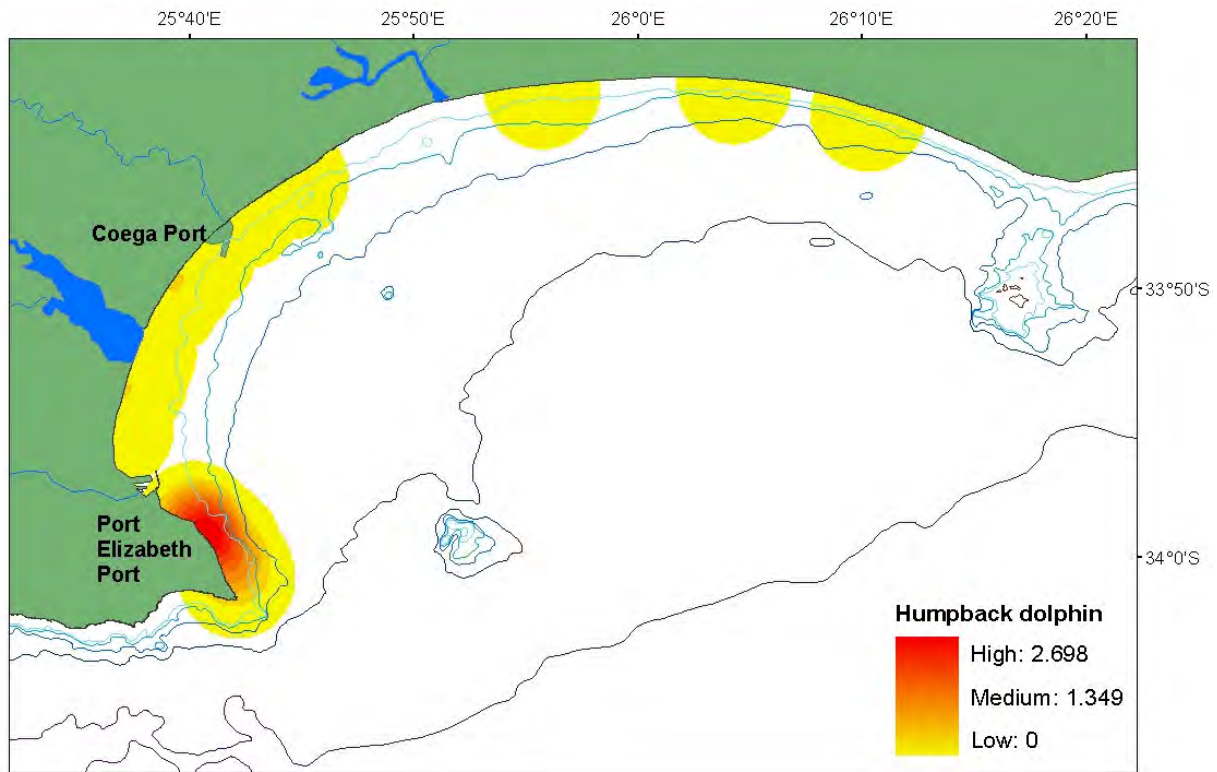 25°40'E 25°50'E 26°0'E 26°10'E 26°20'E
Coega Port
33°50'S
Port
Elizabeth
Port
34°0'S
Humpback dolphin
High: 2.698
Medium: 1.349
Low: 0